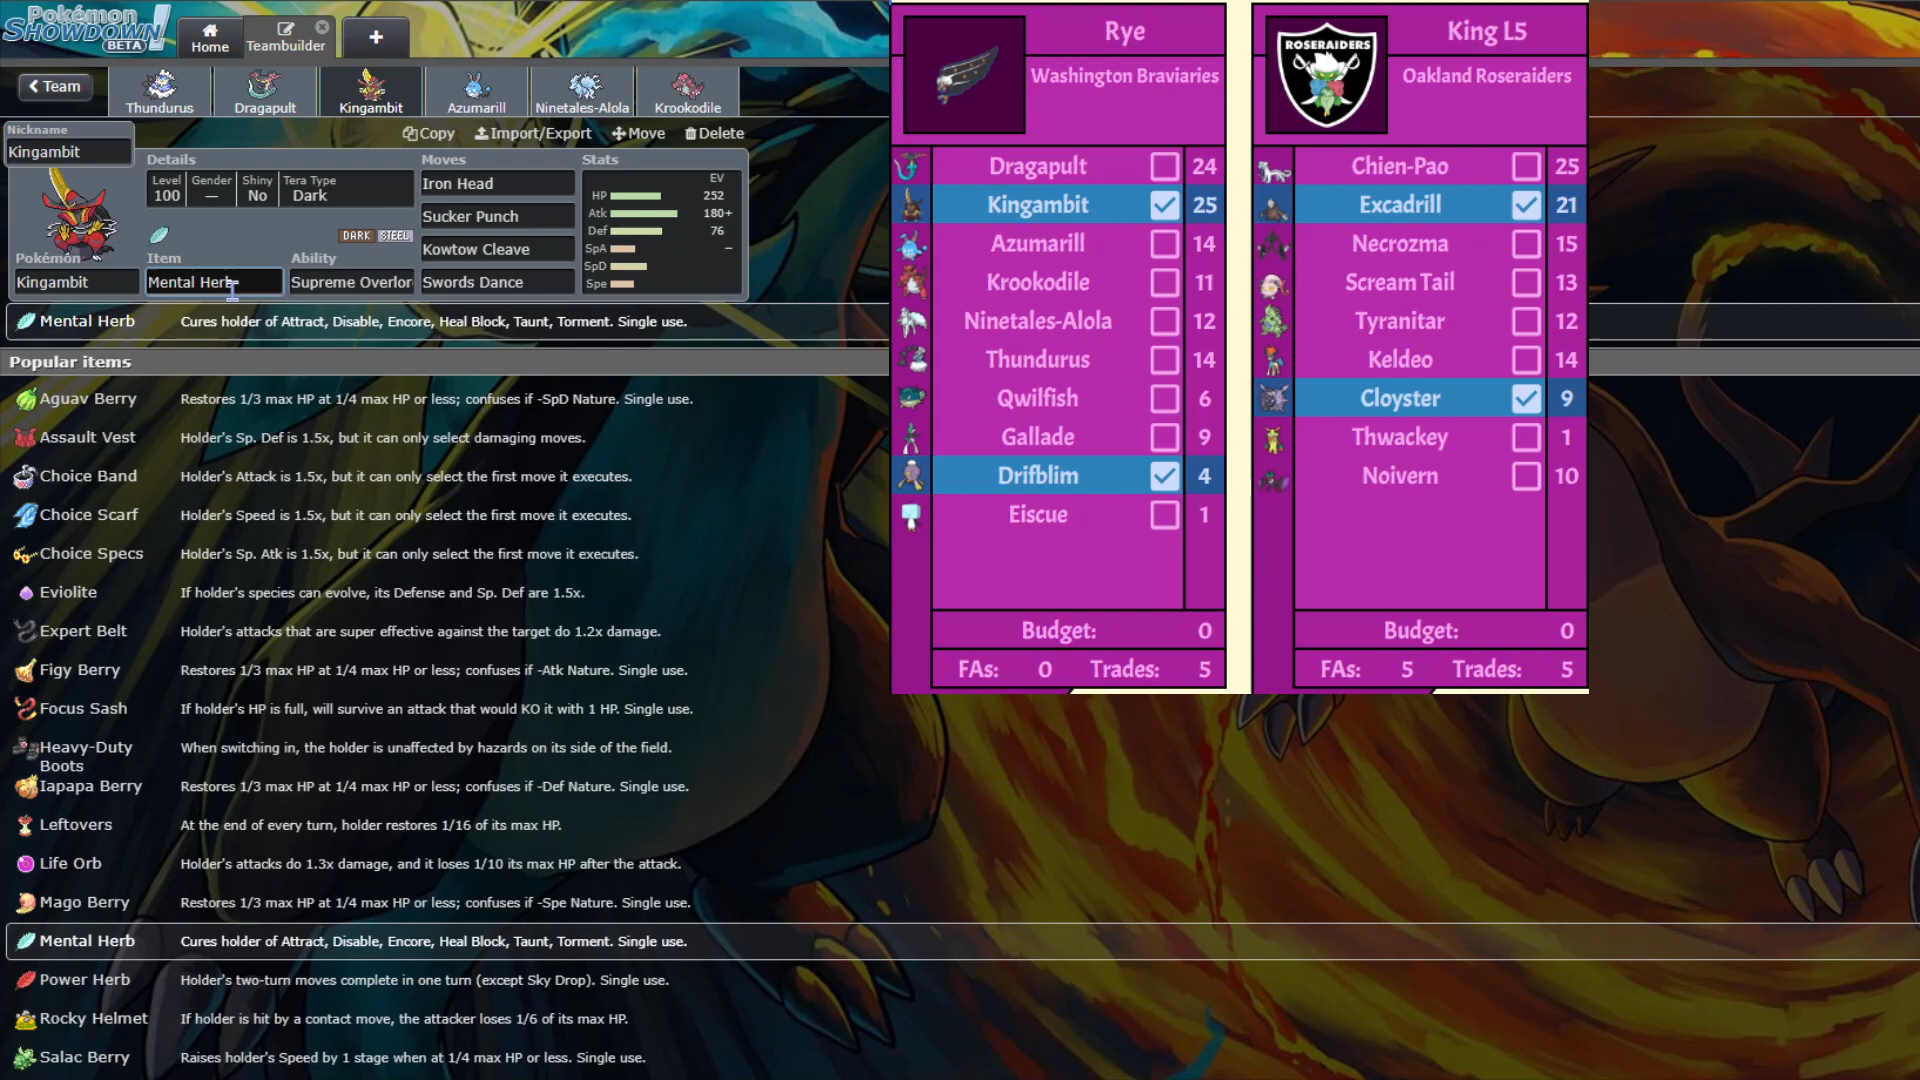 Pokémon
SHOWDOWN!
BETA
Home
Teambuilder
+
Team
Thundurus
Dragapult
Kingambit
Azumarill
Ninetales-Alola
Krookodile
Nickname
Kingambit
Copy
Import/Export
Move
Delete
Details
Level
100
Gender
—
Shiny
No
Tera Type
Dark
DARK STEEL
Pokémon
Kingambit
Item
Mental Herb
Ability
Supreme Overlor
Moves
Iron Head
Sucker Punch
Kowtow Cleave
Swords Dance
Stats
EV
HP 252
Atk 180+
Def 76
SpA –
SpD
Spe
Mental Herb Cures holder of Attract, Disable, Encore, Heal Block, Taunt, Torment. Single use.
Popular items
Aguav Berry Restores 1/3 max HP at 1/4 max HP or less; confuses if -SpD Nature. Single use.
Assault Vest Holder's Sp. Def is 1.5x, but it can only select damaging moves.
Choice Band Holder's Attack is 1.5x, but it can only select the first move it executes.
Choice Scarf Holder's Speed is 1.5x, but it can only select the first move it executes.
Choice Specs Holder's Sp. Atk is 1.5x, but it can only select the first move it executes.
Eviolite If holder's species can evolve, its Defense and Sp. Def are 1.5x.
Expert Belt Holder's attacks that are super effective against the target do 1.2x damage.
Figy Berry Restores 1/3 max HP at 1/4 max HP or less; confuses if -Atk Nature. Single use.
Focus Sash If holder's HP is full, will survive an attack that would KO it with 1 HP. Single use.
Heavy-Duty Boots When switching in, the holder is unaffected by hazards on its side of the field.
Iapapa Berry Restores 1/3 max HP at 1/4 max HP or less; confuses if -Def Nature. Single use.
Leftovers At the end of every turn, holder restores 1/16 of its max HP.
Life Orb Holder's attacks do 1.3x damage, and it loses 1/10 its max HP after the attack.
Mago Berry Restores 1/3 max HP at 1/4 max HP or less; confuses if -Spe Nature. Single use.
Mental Herb Cures holder of Attract, Disable, Encore, Heal Block, Taunt, Torment. Single use.
Power Herb Holder's two-turn moves complete in one turn (except Sky Drop). Single use.
Rocky Helmet If holder is hit by a contact move, the attacker loses 1/6 of its max HP.
Salac Berry Raises holder's Speed by 1 stage when at 1/4 max HP or less. Single use.
Rye
Washington Braviaries
Dragapult 24
Kingambit 25
Azumarill 14
Krookodile 11
Ninetales-Alola 12
Thundurus 14
Qwilfish 6
Gallade 9
Drifblim 4
Eiscue 1
Budget: 0
FAs: 0 Trades: 5
ROSERAIDERS
King L5
Oakland Roseraiders
Chien-Pao 25
Excadrill 21
Necrozma 15
Scream Tail 13
Tyranitar 12
Keldeo 14
Cloyster 9
Thwackey 1
Noivern 10
Budget: 0
FAs: 5 Trades: 5